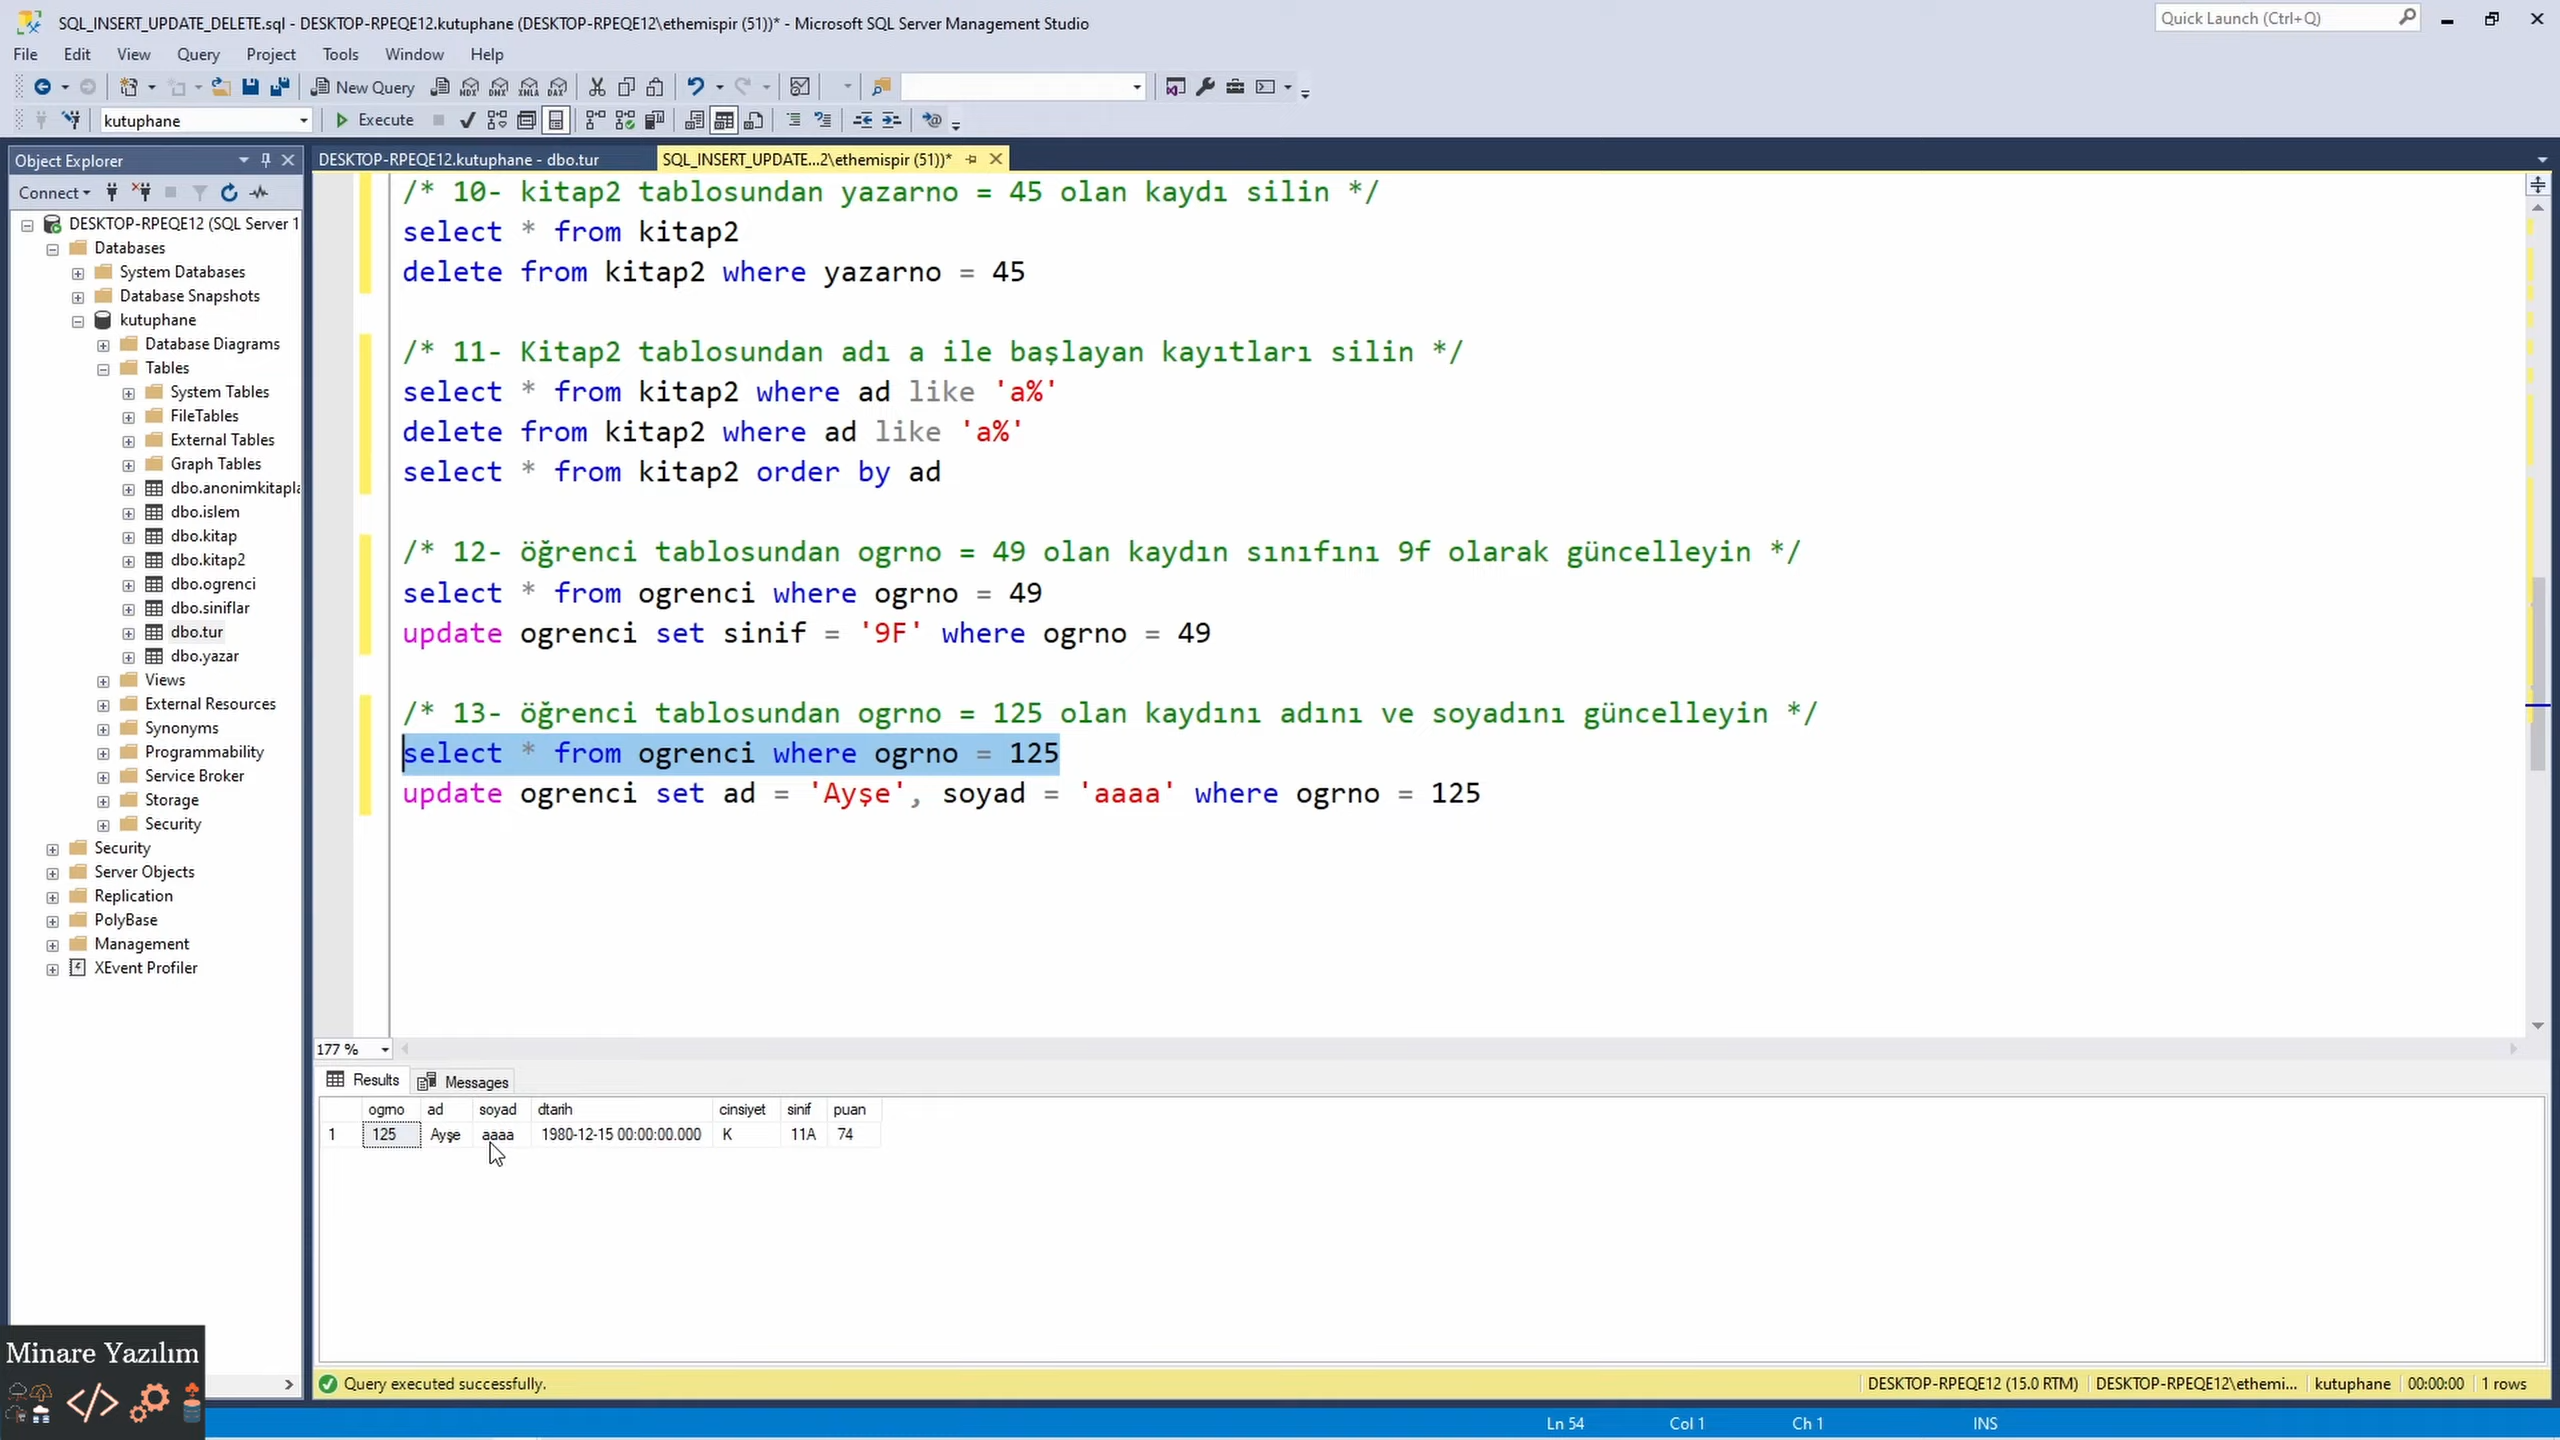 SQL_INSERT_UPDATE_DELETE.sql - DESKTOP-RPEQE12.kutuphane (DESKTOP-RPEQE12\ethemispir (51))* - Microsoft SQL Server Management Studio
Quick Launch (Ctrl+Q)
File Edit View Query Project Tools Window Help
New Query MDX DMX XMLA DAX
kutuphane Execute
Object Explorer
DESKTOP-RPEQE12.kutuphane - dbo.tur
SQL_INSERT_UPDATE...2\ethemispir (51))*
Connect
DESKTOP-RPEQE12 (SQL Server 1
Databases
System Databases
Database Snapshots
kutuphane
Database Diagrams
Tables
System Tables
FileTables
External Tables
Graph Tables
dbo.anonimkitapla
dbo.islem
dbo.kitap
dbo.kitap2
dbo.ogrenci
dbo.siniflar
dbo.tur
dbo.yazar
Views
External Resources
Synonyms
Programmability
Service Broker
Storage
Security
Security
Server Objects
Replication
PolyBase
Management
XEvent Profiler
/* 10- kitap2 tablosundan yazarno = 45 olan kaydı silin */
select * from kitap2
delete from kitap2 where yazarno = 45
/* 11- Kitap2 tablosundan adı a ile başlayan kayıtları silin */
select * from kitap2 where ad like 'a%'
delete from kitap2 where ad like 'a%'
select * from kitap2 order by ad
/* 12- öğrenci tablosundan ogrno = 49 olan kaydın sınıfını 9f olarak güncelleyin */
select * from ogrenci where ogrno = 49
update ogrenci set sinif = '9F' where ogrno = 49
/* 13- öğrenci tablosundan ogrno = 125 olan kaydını adını ve soyadını güncelleyin */
select * from ogrenci where ogrno = 125
update ogrenci set ad = 'Ayşe', soyad = 'aaaa' where ogrno = 125
177 %
Results Messages
ogrno ad soyad dtarih cinsiyet sinif puan
1 125 Ayşe aaaa 1980-12-15 00:00:00.000 K 11A 74
Minare Yazılım
Query executed successfully.
DESKTOP-RPEQE12 (15.0 RTM) DESKTOP-RPEQE12\ethemi... kutuphane 00:00:00 1 rows
Ln 54 Col 1 Ch 1 INS